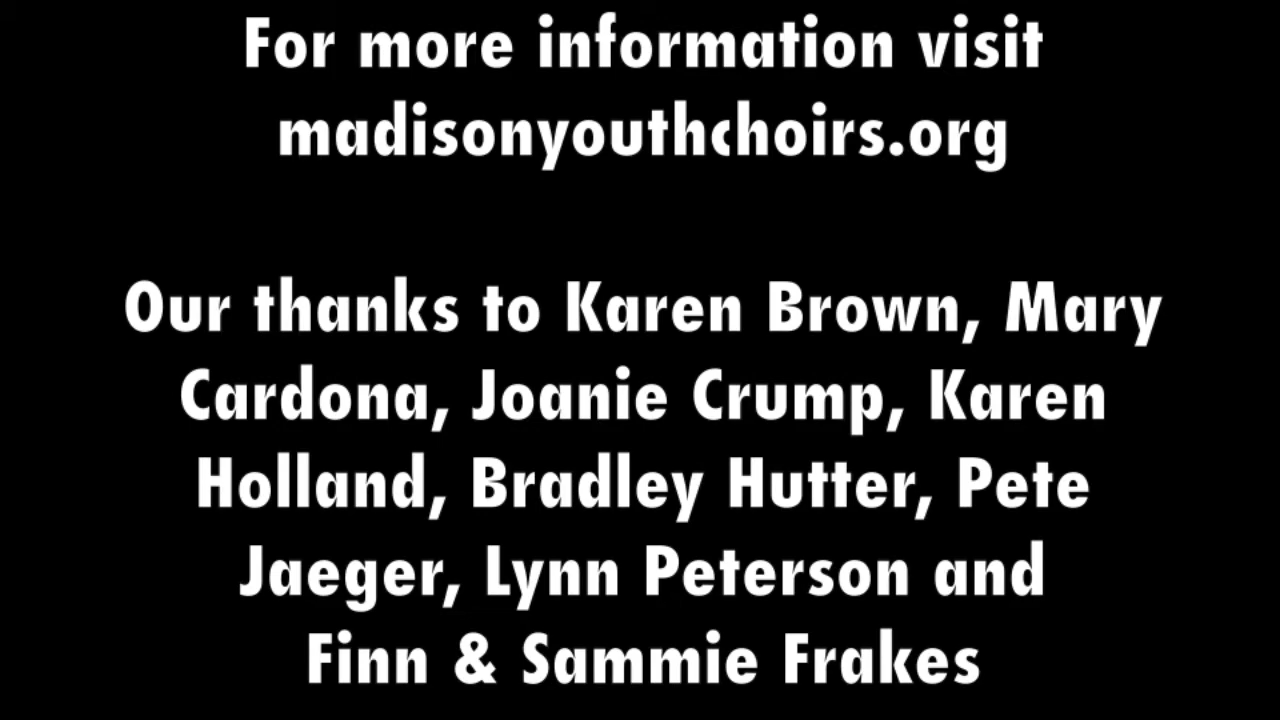 For more information visit
madisonyouthchoirs.org
Our thanks to Karen Brown, Mary
Cardona, Joanie Crump, Karen
Holland, Bradley Hutter, Pete
Jaeger, Lynn Peterson and
Finn & Sammie Frakes